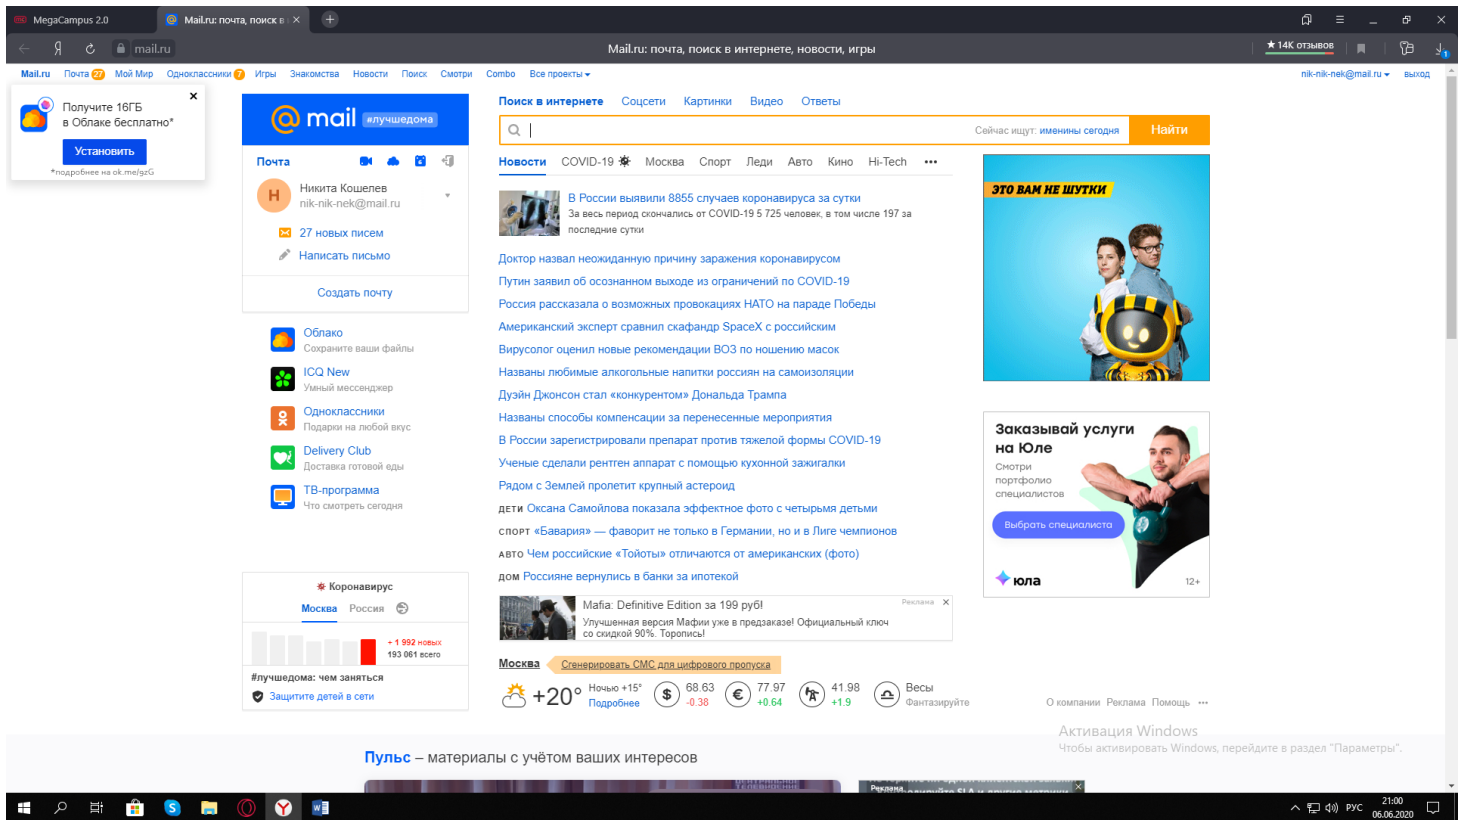 MegaCampus 2.0
Mail.ru: почта, поиск в
mail.ru
Mail.ru: почта, поиск в интернете, новости, игры
★ 14K отзывов
Mail.ru Почта 27 Мой Мир Одноклассники 7 Игры Знакомства Новости Поиск Смотри Combo Все проекты
nik-nik-nek@mail.ru выход
Получите 16ГБ
в Облаке бесплатно*
Установить
*подробнее на ok.me/gzG
@mail #лучшедома
Поиск в интернете Соцсети Картинки Видео Ответы
Сейчас ищут: именины сегодня Найти
Почта
Н
Никита Кошелев
nik-nik-nek@mail.ru
27 новых писем
Написать письмо
Создать почту
Облако
Сохраните ваши файлы
ICQ New
Умный мессенджер
Одноклассники
Подарки на любой вкус
Delivery Club
Доставка готовой еды
ТВ-программа
Что смотреть сегодня
Коронавирус
Москва Россия
+ 1 992 новых
193 061 всего
#лучшедома: чем заняться
Защитите детей в сети
Новости COVID-19 Москва Спорт Леди Авто Кино Hi-Tech •••
В России выявили 8855 случаев коронавируса за сутки
За весь период скончались от COVID-19 5 725 человек, в том числе 197 за
последние сутки
Доктор назвал неожиданную причину заражения коронавирусом
Путин заявил об осознанном выходе из ограничений по COVID-19
Россия рассказала о возможных провокациях НАТО на параде Победы
Американский эксперт сравнил скафандр SpaceX с российским
Вирусолог оценил новые рекомендации ВОЗ по ношению масок
Названы любимые алкогольные напитки россиян на самоизоляции
Дуэйн Джонсон стал «конкурентом» Дональда Трампа
Названы способы компенсации за перенесенные мероприятия
В России зарегистрировали препарат против тяжелой формы COVID-19
Ученые сделали рентген аппарат с помощью кухонной зажигалки
Рядом с Землей пролетит крупный астероид
ДЕТИ Оксана Самойлова показала эффектное фото с четырьмя детьми
СПОРТ «Бавария» — фаворит не только в Германии, но и в Лиге чемпионов
АВТО Чем российские «Тойоты» отличаются от американских (фото)
ДОМ Россияне вернулись в банки за ипотекой
Mafia: Definitive Edition за 199 руб!
Реклама
Улучшенная версия Мафии уже в предзаказе! Официальный ключ
со скидкой 90%. Торопись!
Москва Сгенерировать СМС для цифрового пропуска
+20° Ночью +15° Подробнее
$ 68.63 -0.38
€ 77.97 +0.64
41.98 +1.9
Весы
Фантазируйте
ЭТО ВАМ НЕ ШУТКИ
Заказывай услуги
на Юле
Смотри
портфолио
специалистов
Выбрать специалиста
юла
12+
О компании Реклама Помощь •••
Активация Windows
Чтобы активировать Windows, перейдите в раздел "Параметры".
Пульс – материалы с учётом ваших интересов
Реклама
РУС
21:00
06.06.2020